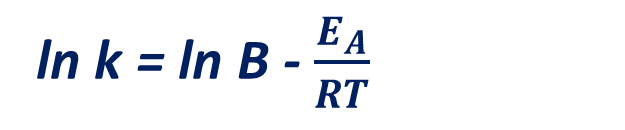 ln k = ln B - E_A / RT